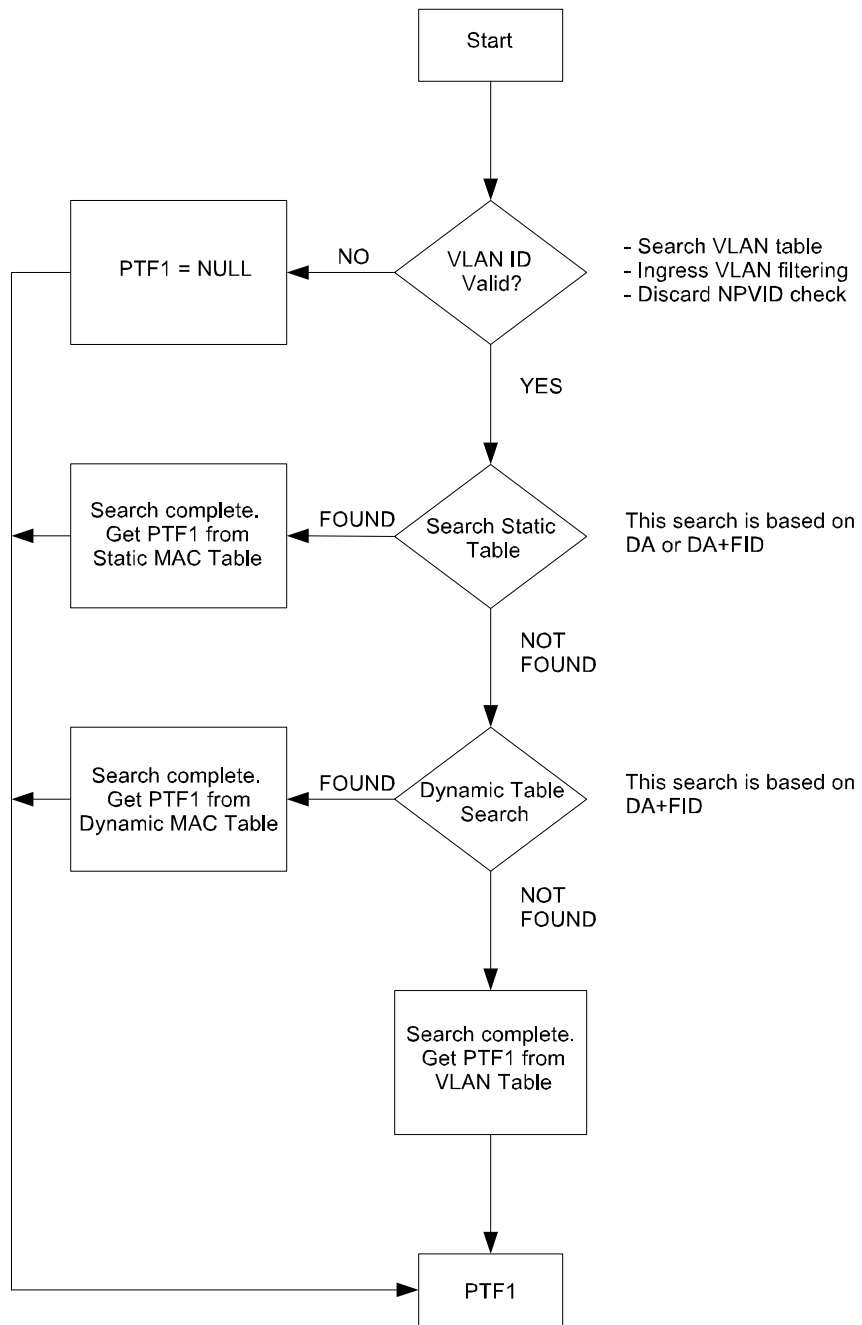 Start
PTF1 = NULL
NO
VLAN ID
Valid?
- Search VLAN table
- Ingress VLAN filtering
- Discard NPVID check
YES
Search complete.
Get PTF1 from
Static MAC Table
FOUND
Search Static
Table
This search is based on
DA or DA+FID
NOT
FOUND
Search complete.
Get PTF1 from
Dynamic MAC Table
FOUND
Dynamic Table
Search
This search is based on
DA+FID
NOT
FOUND
Search complete.
Get PTF1 from
VLAN Table
PTF1